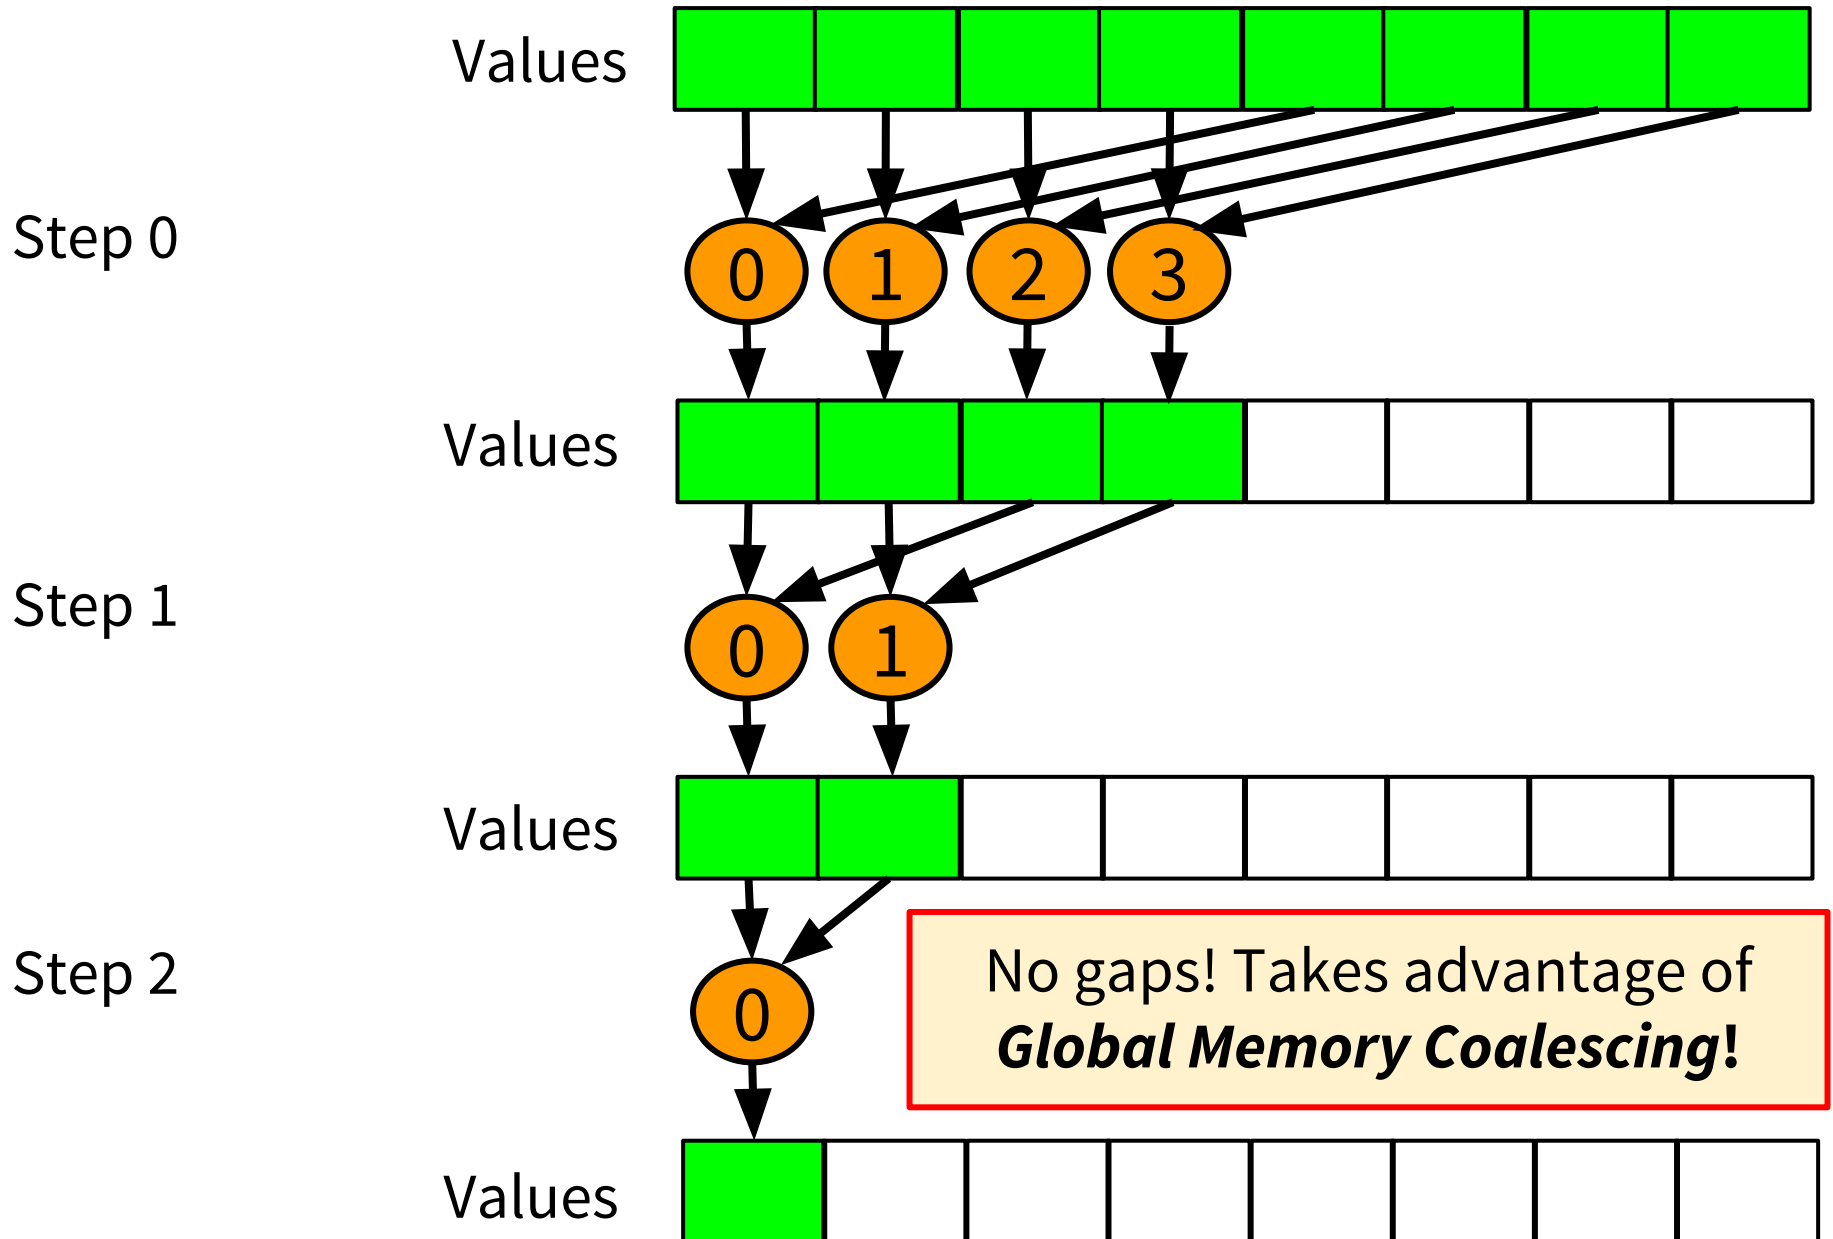 Values
Step 0
0 1 2 3
Values
Step 1
0 1
Values
Step 2
0
No gaps! Takes advantage of
Global Memory Coalescing!
Values